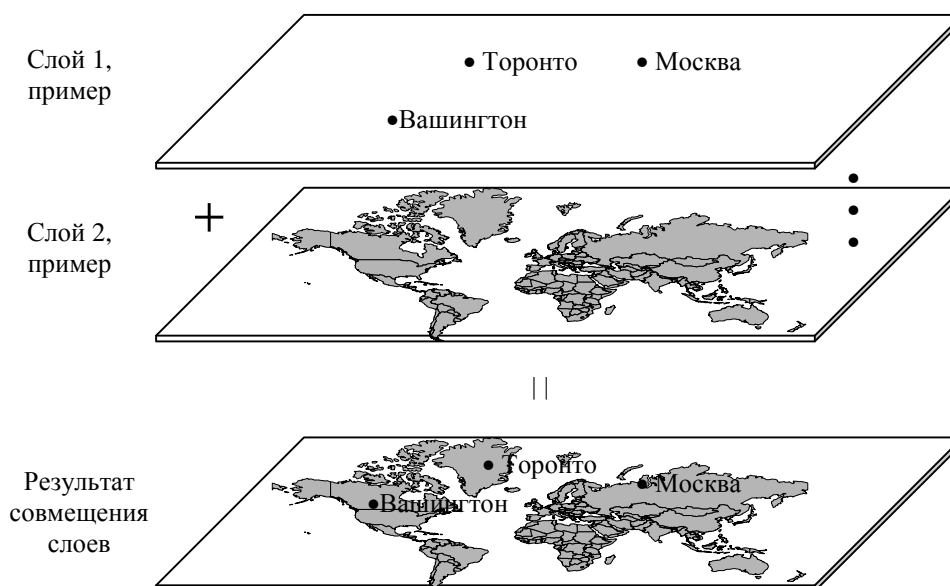 Слой 1,
пример
Торонто
Москва
Вашингтон
+
Слой 2,
пример
||
Результат
совмещения
слоев
Торонто
Москва
Вашингтон